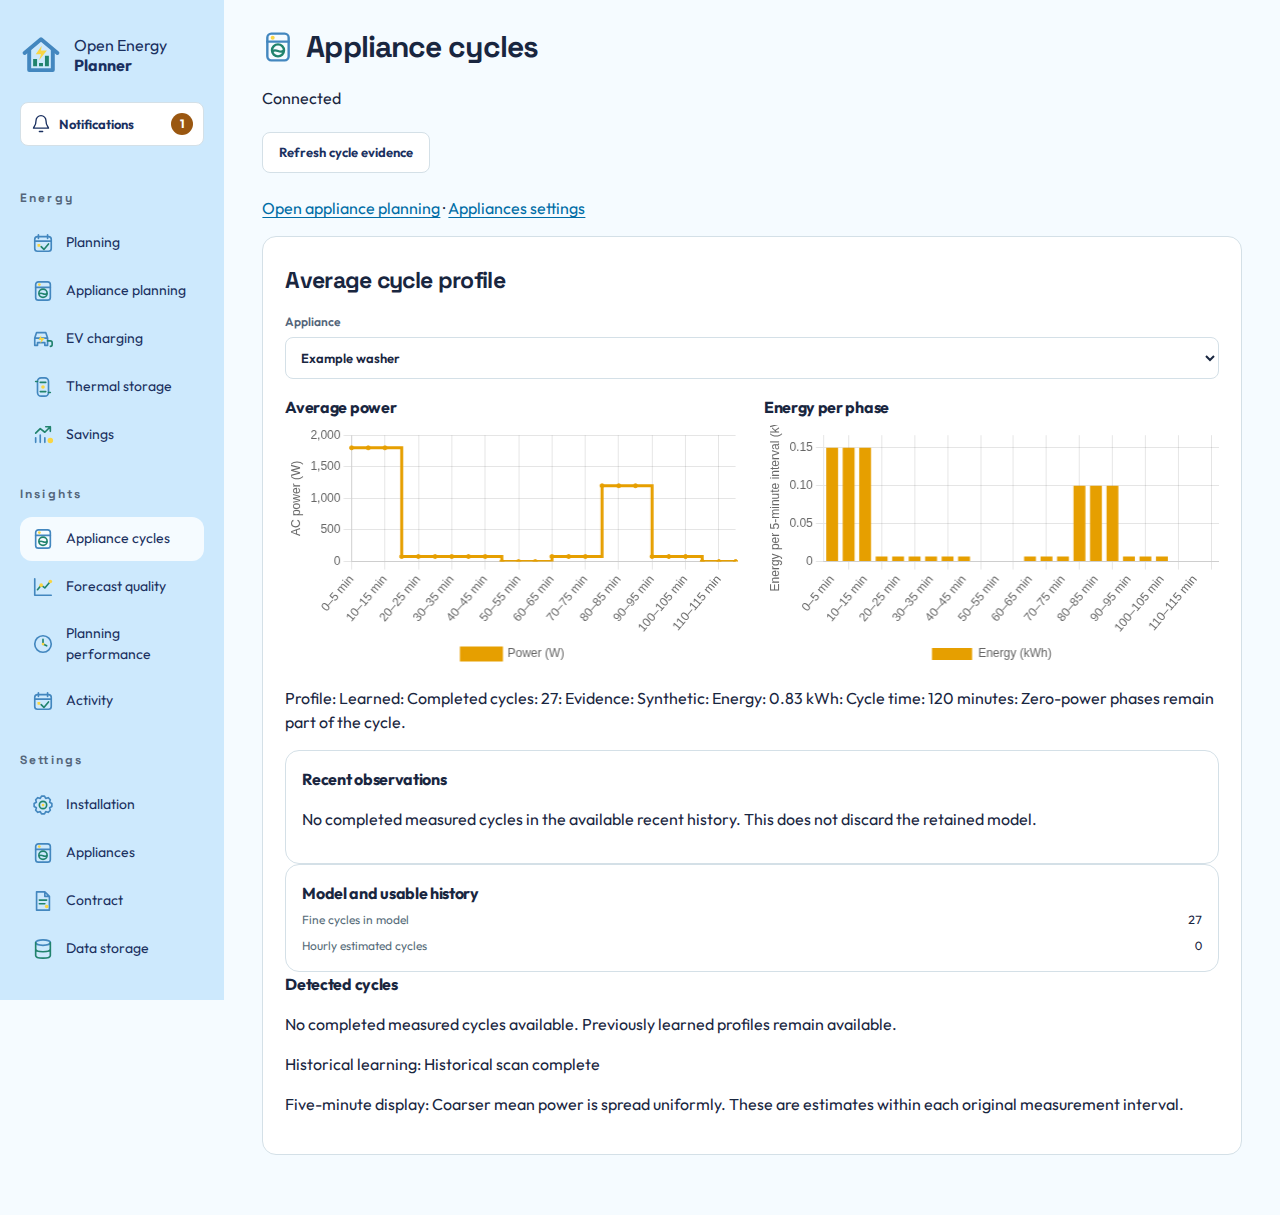 Open Energy
Planner
Notifications 1
Energy
Planning
Appliance planning
EV charging
Thermal storage
Savings
Insights
Appliance cycles
Forecast quality
Planning
performance
Activity
Settings
Installation
Appliances
Contract
Data storage
Appliance cycles
Connected
Refresh cycle evidence
Open appliance planning · Appliances settings
Average cycle profile
Appliance
Example washer
Average power
AC power (W)
2,000
1,500
1,000
500
0
0–5 min
10–15 min
20–25 min
30–35 min
40–45 min
50–55 min
60–65 min
70–75 min
80–85 min
90–95 min
100–105 min
110–115 min
Power (W)
Energy per phase
Energy per 5-minute interval
0.15
0.10
0.05
0
0–5 min
10–15 min
20–25 min
30–35 min
40–45 min
50–55 min
60–65 min
70–75 min
80–85 min
90–95 min
100–105 min
110–115 min
Energy (kWh)
Profile: Learned: Completed cycles: 27: Evidence: Synthetic: Energy: 0.83 kWh: Cycle time: 120 minutes: Zero-power phases remain
part of the cycle.
Recent observations
No completed measured cycles in the available recent history. This does not discard the retained model.
Model and usable history
Fine cycles in model 27
Hourly estimated cycles 0
Detected cycles
No completed measured cycles available. Previously learned profiles remain available.
Historical learning: Historical scan complete
Five-minute display: Coarser mean power is spread uniformly. These are estimates within each original measurement interval.